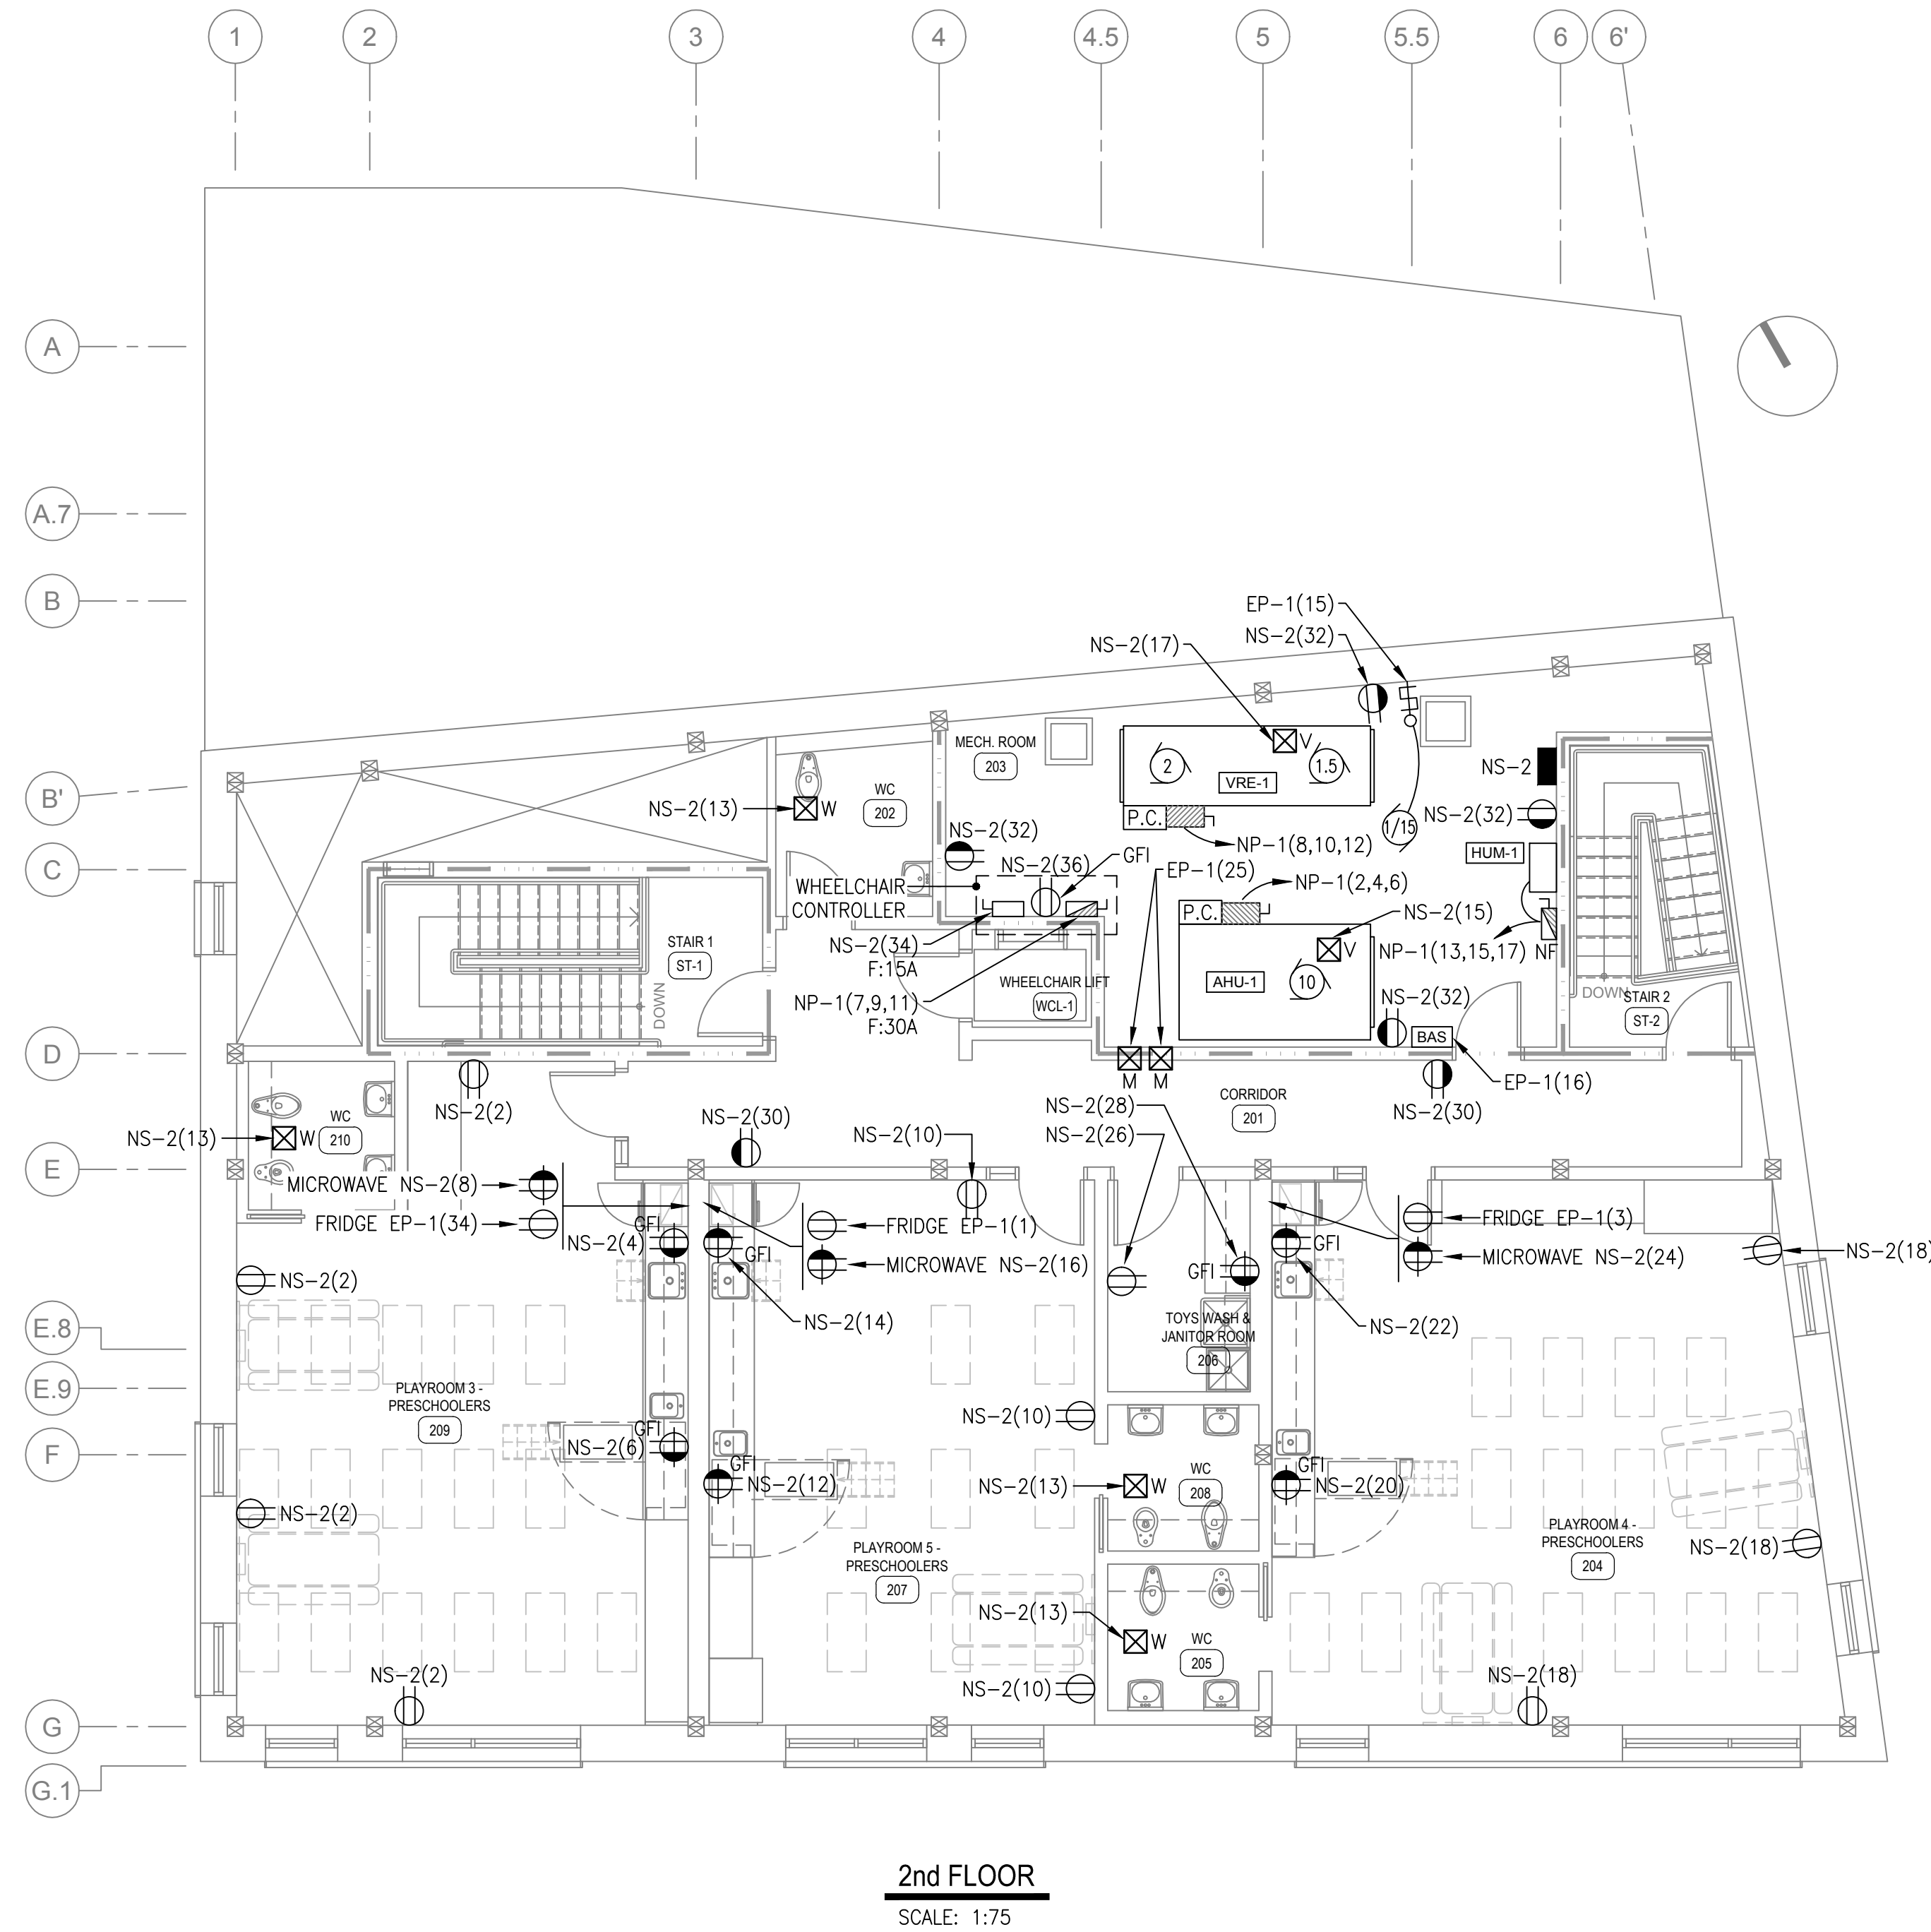 1
2
3
4
4.5
5
5.5
6
6'
A
A.7
B
B'
C
D
E
E.8
E.9
F
G
G.1
EP-1(15)
NS-2(32)
NS-2(17)
V
2
1.5
VRE-1
P.C.
NP-1(8,10,12)
1/15
NS-2
NS-2(32)
HUM-1
NP-1(13,15,17) NF
MECH. ROOM
203
WC
202
NS-2(13)
W
NS-2(32)
NS-2(36)
GFI
WHEELCHAIR
CONTROLLER
EP-1(25)
NP-1(2,4,6)
P.C.
NS-2(15)
V
AHU-1
10
NS-2(34)
F:15A
NP-1(7,9,11)
F:30A
WHEELCHAIR LIFT
WCL-1
STAIR 1
ST-1
DOWN
NS-2(32)
BAS
EP-1(16)
DOWN
STAIR 2
ST-2
M
M
CORRIDOR
201
NS-2(30)
NS-2(2)
WC
210
NS-2(13)
W
NS-2(30)
NS-2(10)
NS-2(28)
NS-2(26)
MICROWAVE NS-2(8)
FRIDGE EP-1(34)
GFI
NS-2(4)
GFI
FRIDGE EP-1(1)
MICROWAVE NS-2(16)
NS-2(14)
GFI
GFI
FRIDGE EP-1(3)
MICROWAVE NS-2(24)
NS-2(22)
NS-2(18)
NS-2(2)
TOYS WASH &
JANITOR ROOM
206
PLAYROOM 3 -
PRESCHOOLERS
209
GFI
NS-2(6)
GFI
NS-2(12)
NS-2(10)
NS-2(13)
W
WC
208
GFI
NS-2(20)
NS-2(2)
PLAYROOM 5 -
PRESCHOOLERS
207
PLAYROOM 4 -
PRESCHOOLERS
204
NS-2(18)
NS-2(13)
W
WC
205
NS-2(2)
NS-2(10)
NS-2(18)
2nd FLOOR
SCALE: 1:75